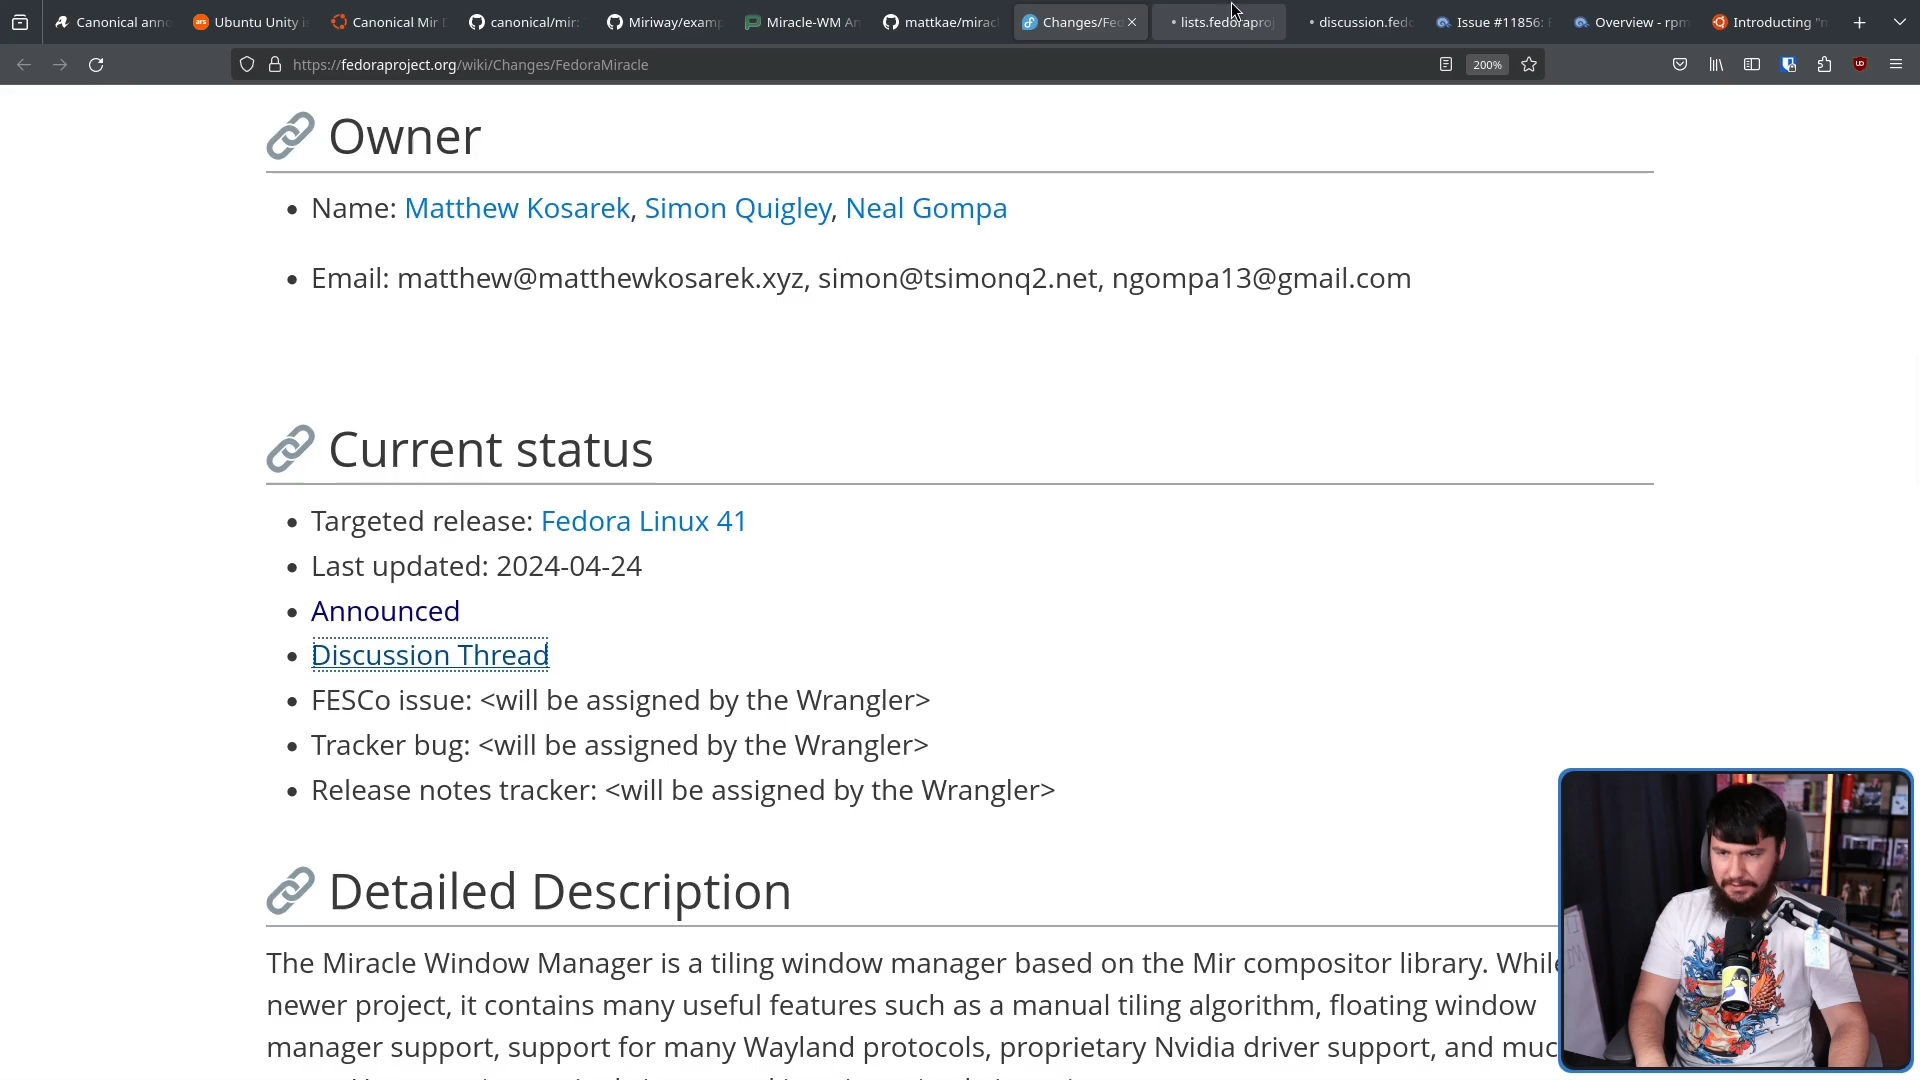 Canonical ann
Ubuntu Unity i
Canonical Mir D
canonical/mir:
Miriway/examp
Miracle-WM An
mattkae/miracl
Changes/Fed
lists.fedoraproj
discussion.fedo
Issue #11856:
Overview - rpm
Introducting "m
https://fedoraproject.org/wiki/Changes/FedoraMiracle
200%
Owner
• Name: Matthew Kosarek, Simon Quigley, Neal Gompa
• Email: matthew@matthewkosarek.xyz, simon@tsimonq2.net, ngompa13@gmail.com
Current status
• Targeted release: Fedora Linux 41
• Last updated: 2024-04-24
• Announced
• Discussion Thread
• FESCo issue: <will be assigned by the Wrangler>
• Tracker bug: <will be assigned by the Wrangler>
• Release notes tracker: <will be assigned by the Wrangler>
Detailed Description
The Miracle Window Manager is a tiling window manager based on the Mir compositor library. While
newer project, it contains many useful features such as a manual tiling algorithm, floating window
manager support, support for many Wayland protocols, proprietary Nvidia driver support, and muc